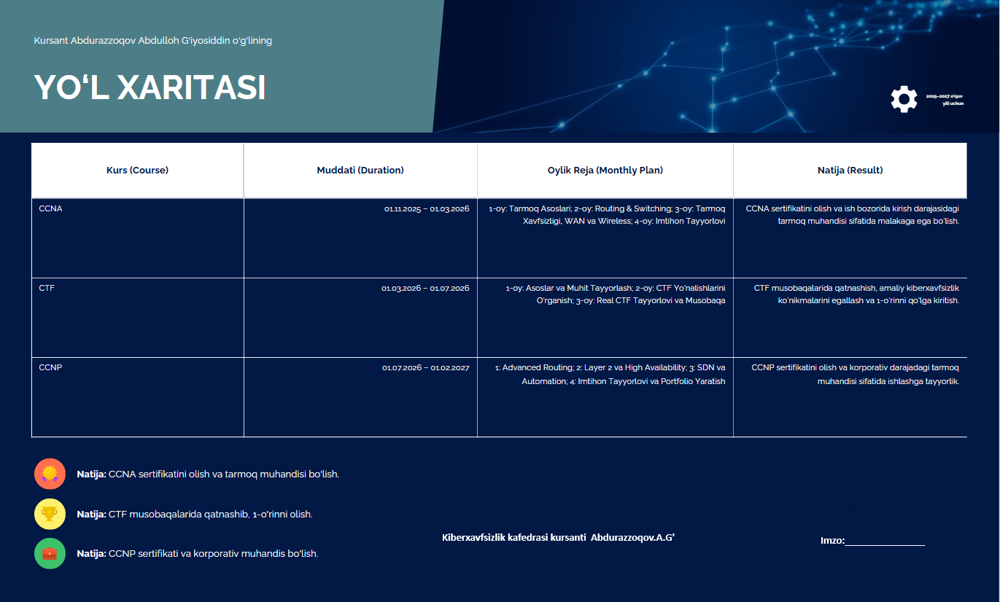 Kursant Abdurazzoqov Abdulloh G'iyosiddin o'g'lining
YO‘L XARITASI
2025–2027 o'quv
yili uchun
Kurs (Course)
Muddati (Duration)
Oylik Reja (Monthly Plan)
Natija (Result)
CCNA
01.11.2025 – 01.03.2026
1-oy: Tarmoq Asoslari; 2-oy: Routing & Switching; 3-oy: Tarmoq
Xavfsizligi, WAN va Wireless; 4-oy: Imtihon Tayyorlovi
CCNA sertifikatini olish va ish bozorida kirish darajasidagi
tarmoq muhandisi sifatida malakaga ega bo'lish.
CTF
01.03.2026 – 01.07.2026
1-oy: Asoslar va Muhit Tayyorlash; 2-oy: CTF Yo'nalishlarini
O'rganish; 3-oy: Real CTF Tayyorlovi va Musobaqa
CTF musobaqalarida qatnashish, amaliy kiberxavfsizlik
ko'nikmalarini egallash va 1-o'rinni qo'lga kiritish.
CCNP
01.07.2026 – 01.02.2027
1: Advanced Routing; 2: Layer 2 va High Availability; 3: SDN va
Automation; 4: Imtihon Tayyorlovi va Portfolio Yaratish
CCNP sertifikatini olish va korporativ darajadagi tarmoq
muhandisi sifatida ishlashga tayyorlik.
Natija: CCNA sertifikatini olish va tarmoq muhandisi bo'lish.
Natija: CTF musobaqalarida qatnashib, 1-o'rinni olish.
Natija: CCNP sertifikati va korporativ muhandis bo'lish.
Kiberxavfsizlik kafedrasi kursanti  Abdurazzoqov.A.G'
Imzo:________________